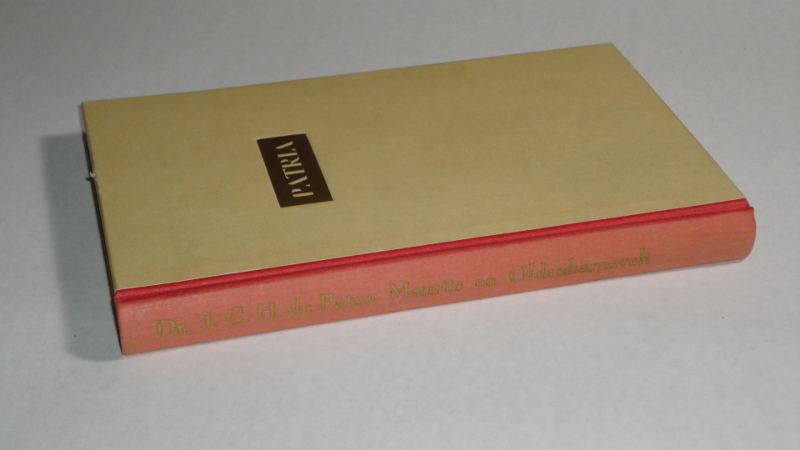 PATRIA
Dr. J. C. H. de Pater: Maurits en Oldenbarnevelt